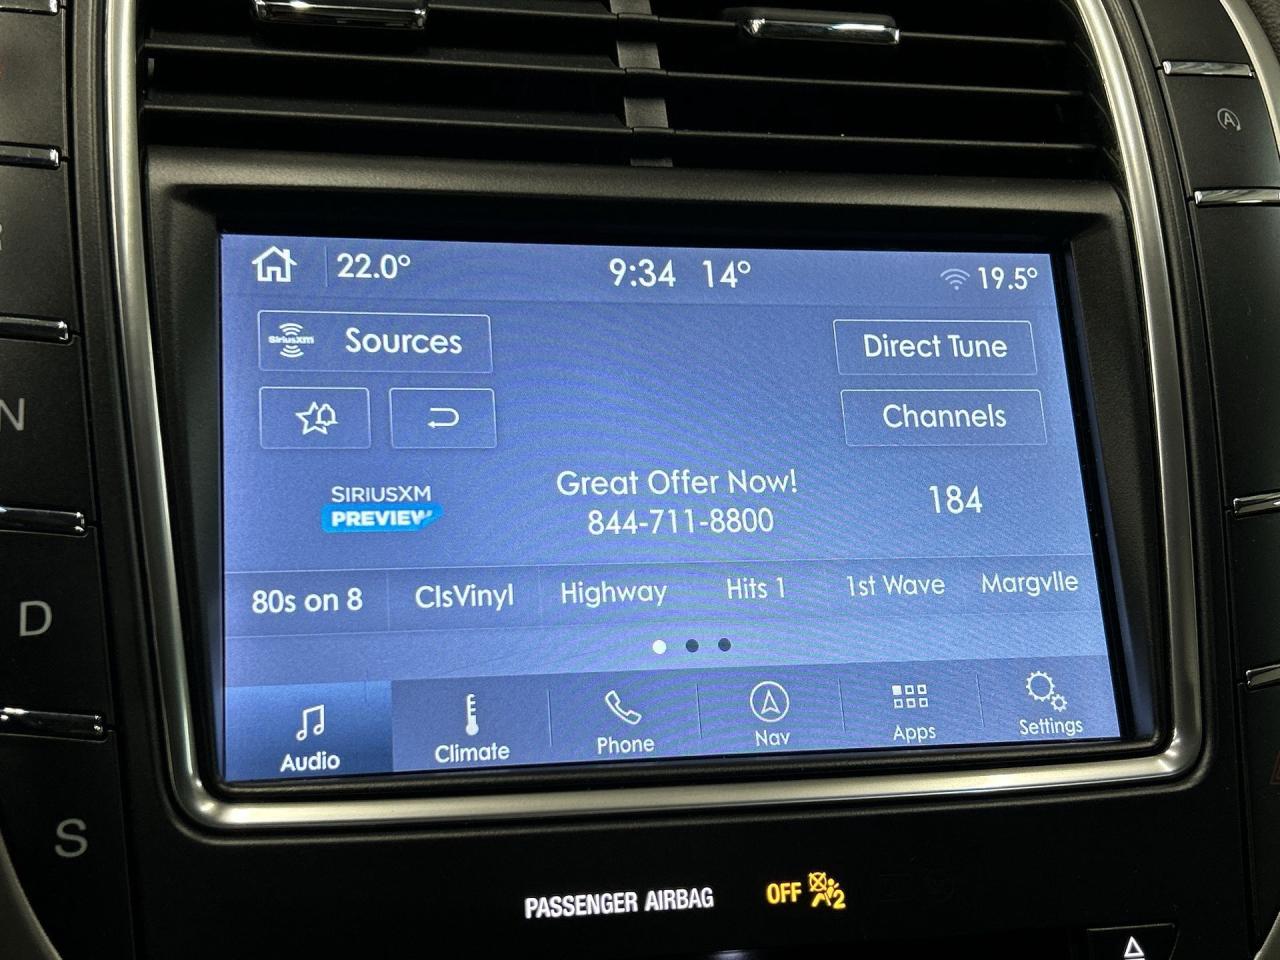 22.0°
9:34 14°
19.5°
SiriusXM Sources
Direct Tune
Channels
SIRIUSXM
PREVIEW
Great Offer Now!
844-711-8800
184
80s on 8
ClsVinyl
Highway
Hits 1
1st Wave
Margvlle
Audio
Climate
Phone
Nav
Apps
Settings
N
D
S
A
PASSENGER AIRBAG
OFF
2